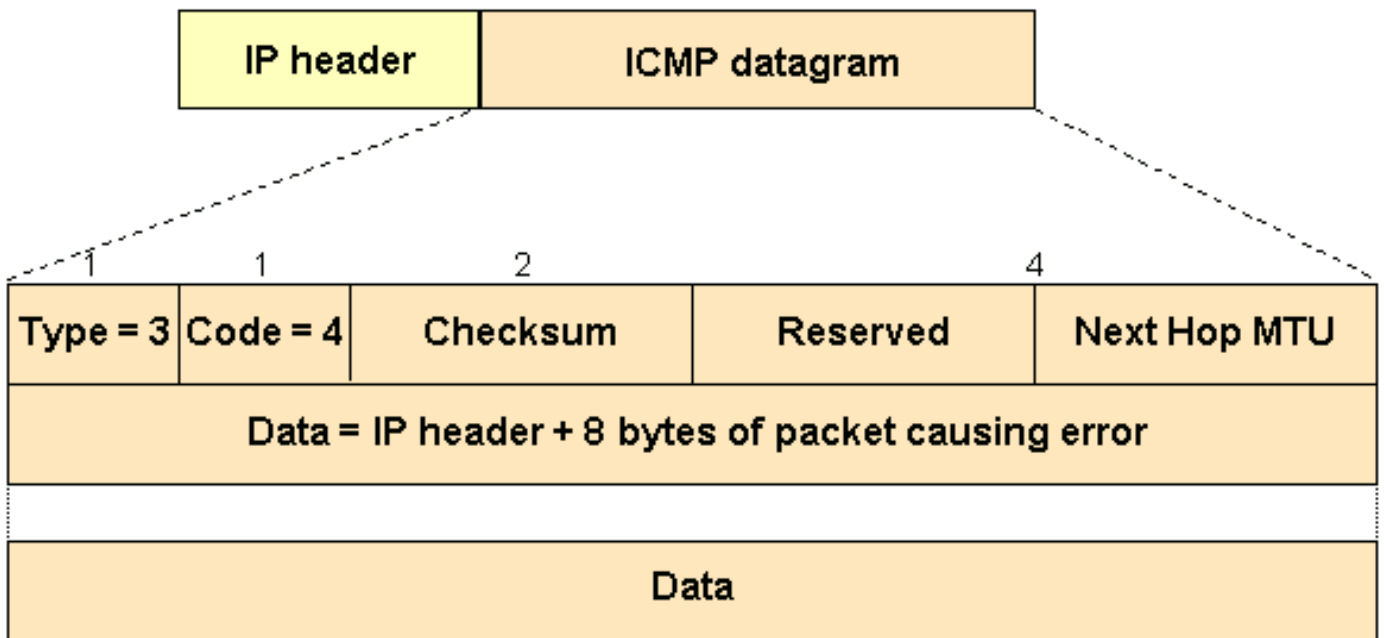 IP header ICMP datagram
1 1 2 4
Type = 3 Code = 4 Checksum Reserved Next Hop MTU
Data = IP header + 8 bytes of packet causing error
Data